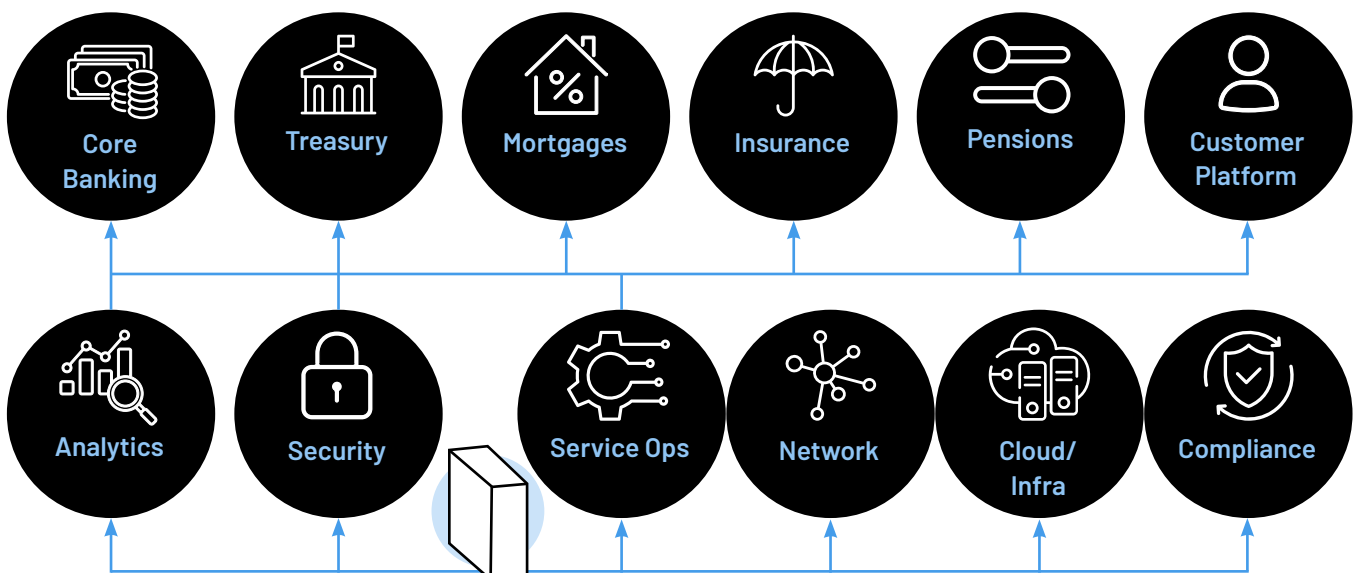 Core
Banking
Treasury
Mortgages
Insurance
Pensions
Customer
Platform
Analytics
Security
Service Ops
Network
Cloud/
Infra
Compliance